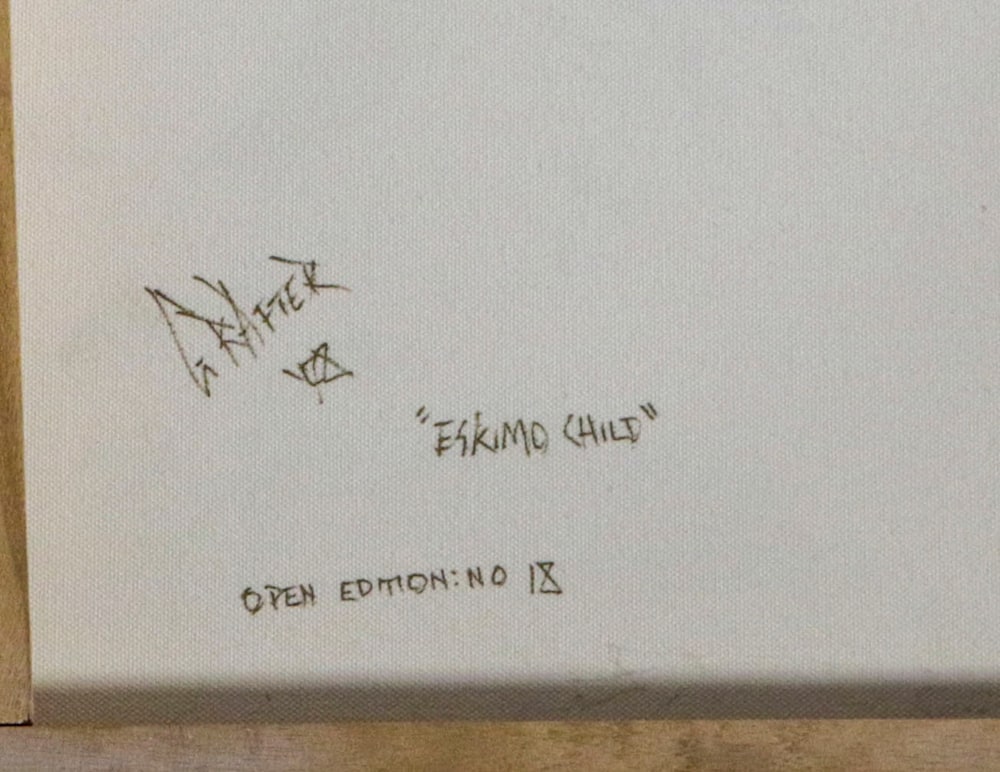 GRAFTER
"ESKIMO CHILD"
OPEN EDITION: NO 18